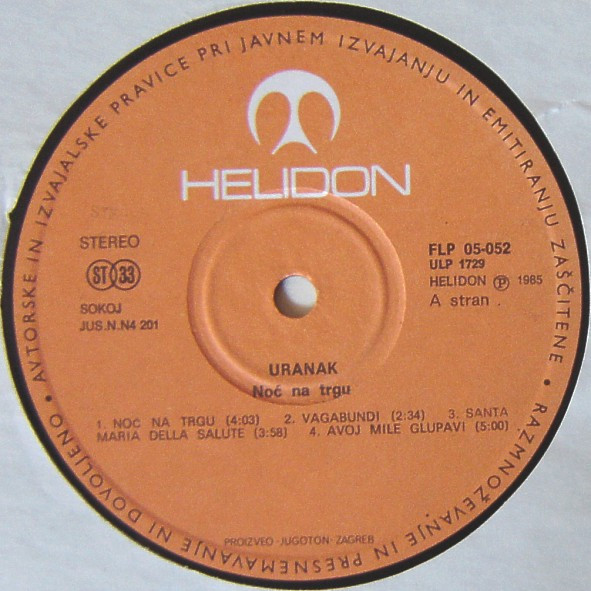 AVTORSKE IN IZVAJALSKE PRAVICE PRI JAVNEM IZVAJANJU IN EMITIRANJU ZAŠČITENE • RAZMNOŽEVANJE IN PRESNEMAVANJE NI DOVOLJENO •
HELIDON
STEREO
ST 33
SOKOJ
JUS.N.N4 201
FLP 05-052
ULP 1729
HELIDON Ⓟ 1985
A stran .
URANAK
Noć na trgu
1. NOC NA TRGU (4:03) 2. VAGABUNDI (2:34) 3. SANTA
MARIA DELLA SALUTE (3:58) 4. AVOJ MILE GLUPAVI (5:00)
PROIZVEO - JUGOTON - ZAGREB